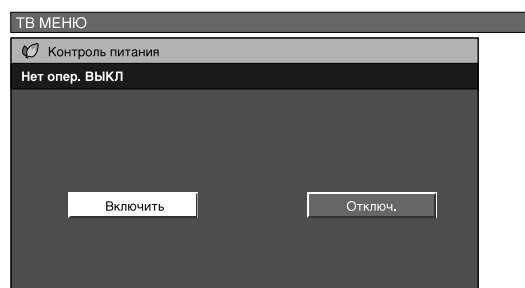 ТВ МЕНЮ
Контроль питания
Нет опер. ВЫКЛ
Включить
Отключ.